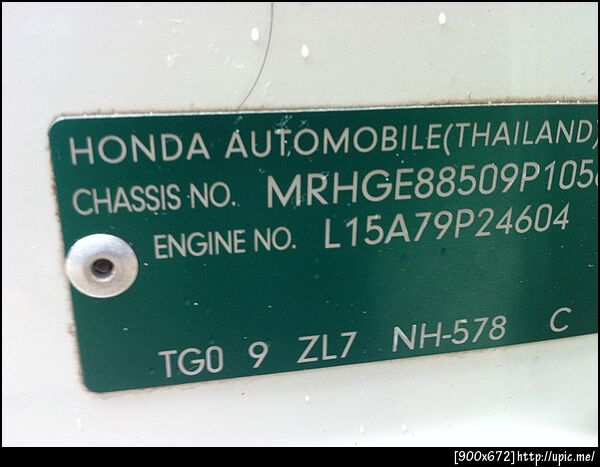 HONDA AUTOMOBILE(THAILAND)
CHASSIS NO. MRHGE88509P105
ENGINE NO. L15A79P24604
TG0 9 ZL7 NH-578 C
[900x672]http://upic.me/